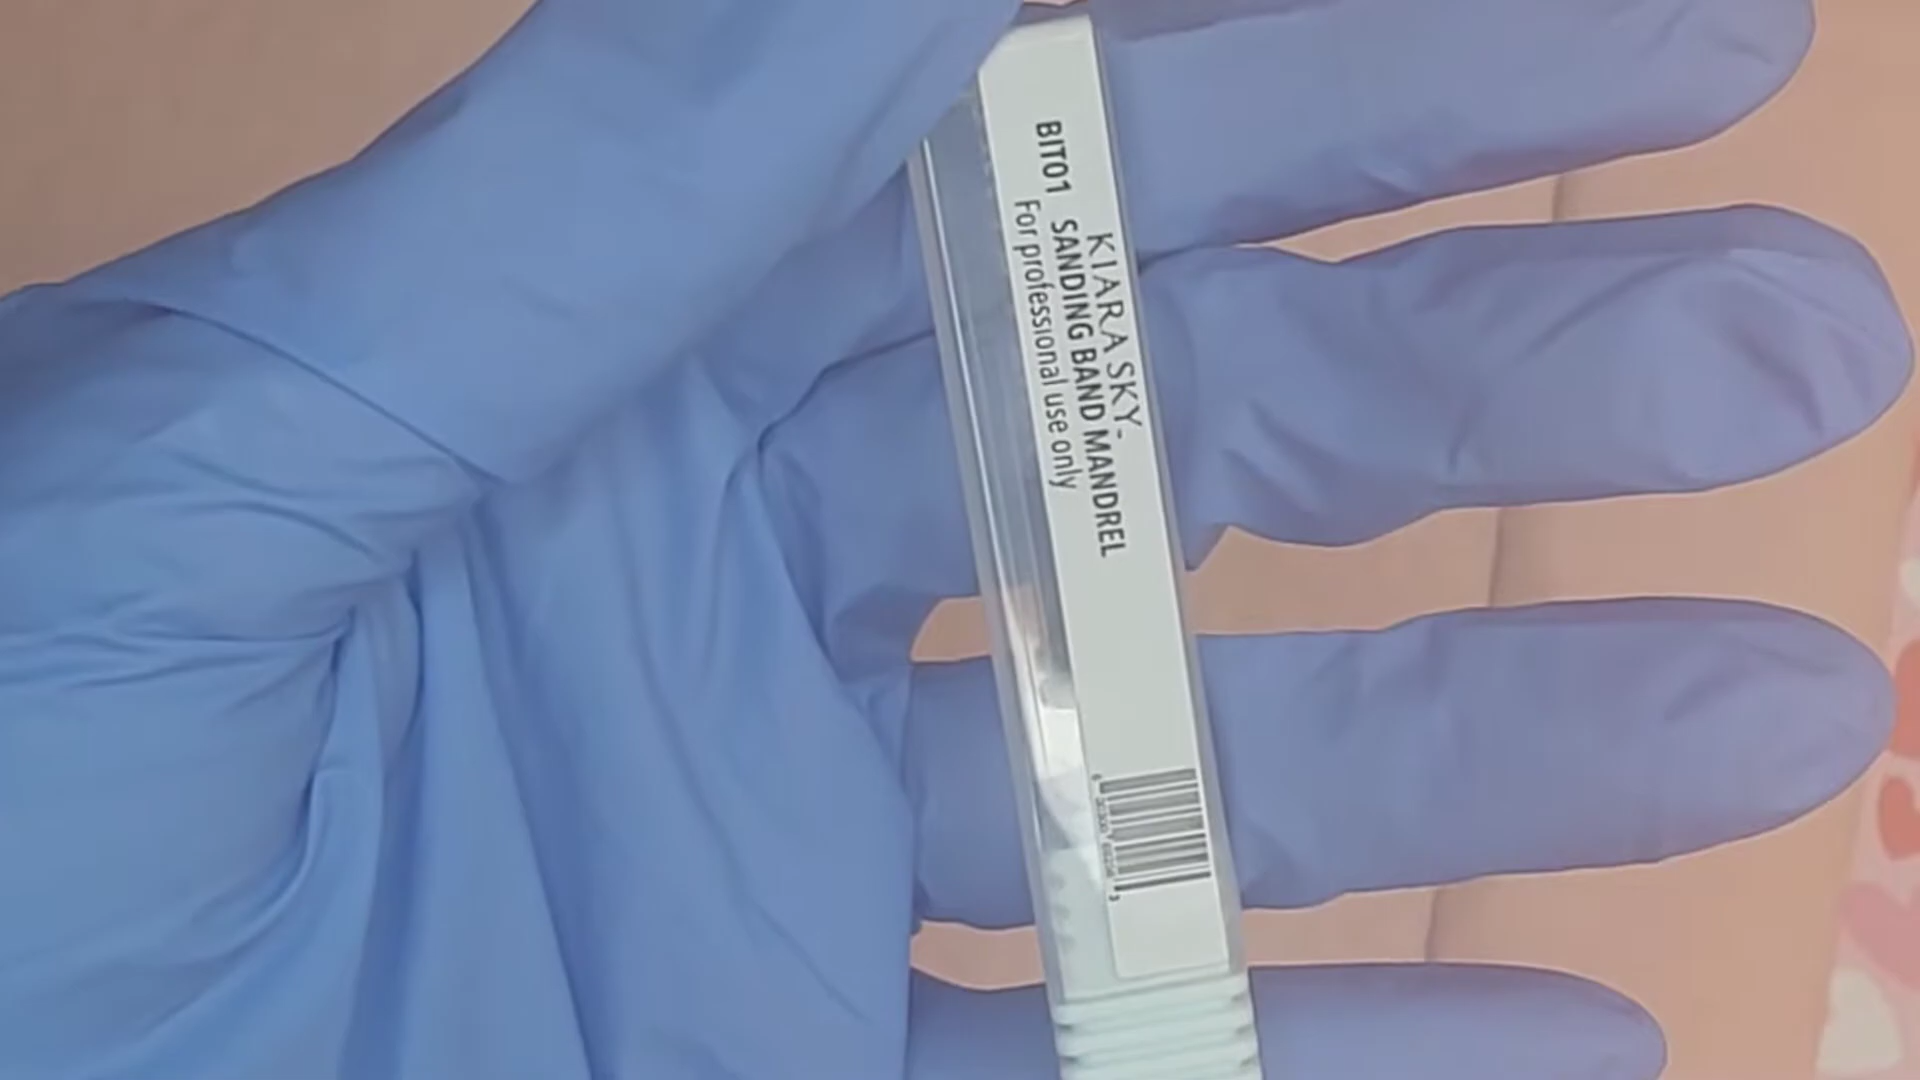 KIARA SKY-
BIT01 SANDING BAND MANDREL
For professional use only